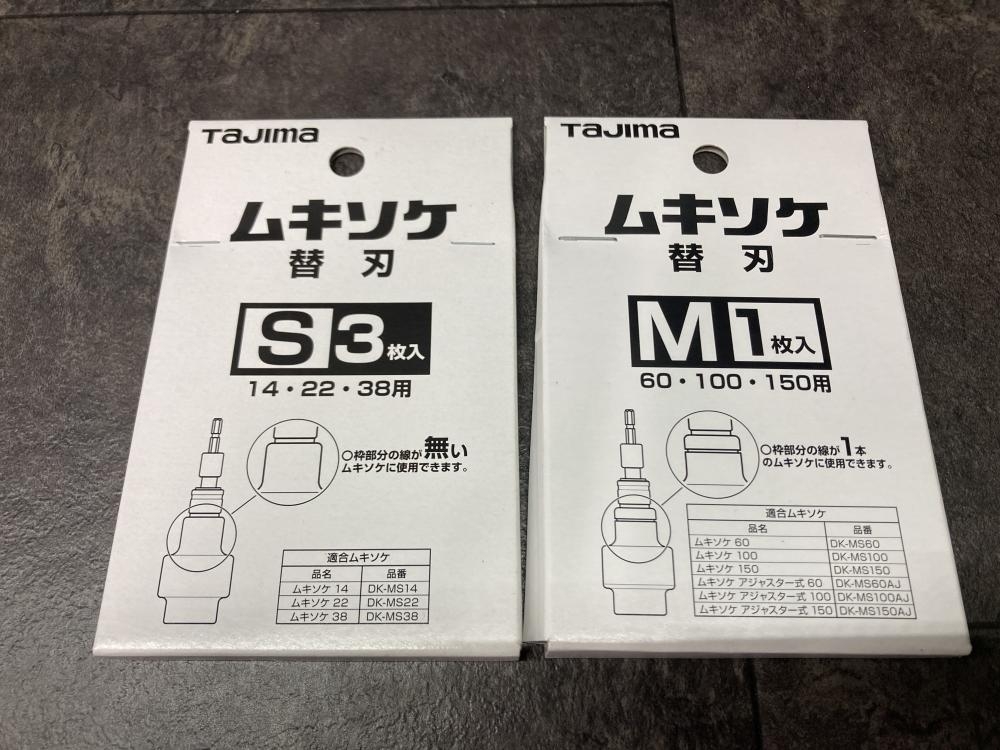 TaJIma
ムキソケ
替 刃
S 3枚入
14・22・38用
○枠部分の線が無い
ムキソケに使用できます。
適合ムキソケ
品名 品番
ムキソケ 14 DK-MS14
ムキソケ 22 DK-MS22
ムキソケ 38 DK-MS38
TaJIma
ムキソケ
替 刃
M 1枚入
60・100・150用
○枠部分の線が1本
のムキソケに使用できます。
適合ムキソケ
品名 品番
ムキソケ 60 DK-MS60
ムキソケ 100 DK-MS100
ムキソケ 150 DK-MS150
ムキソケ アジャスター式 60 DK-MS60AJ
ムキソケ アジャスター式 100 DK-MS100AJ
ムキソケ アジャスター式 150 DK-MS150AJ